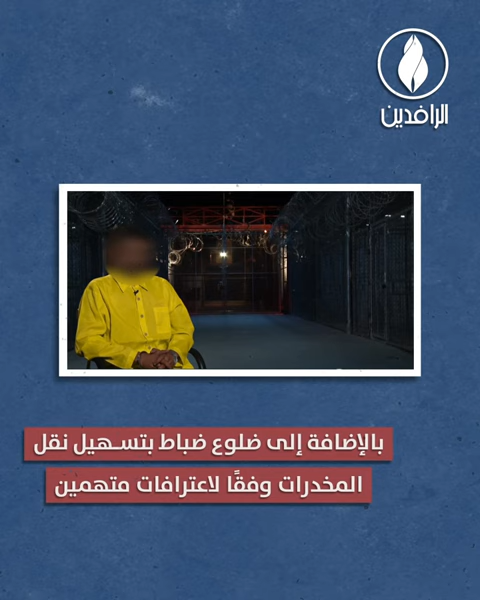 الرافدين
بالإضافة إلى ضلوع ضباط بتسهيل نقل
المخدرات وفقًا لاعترافات متهمين